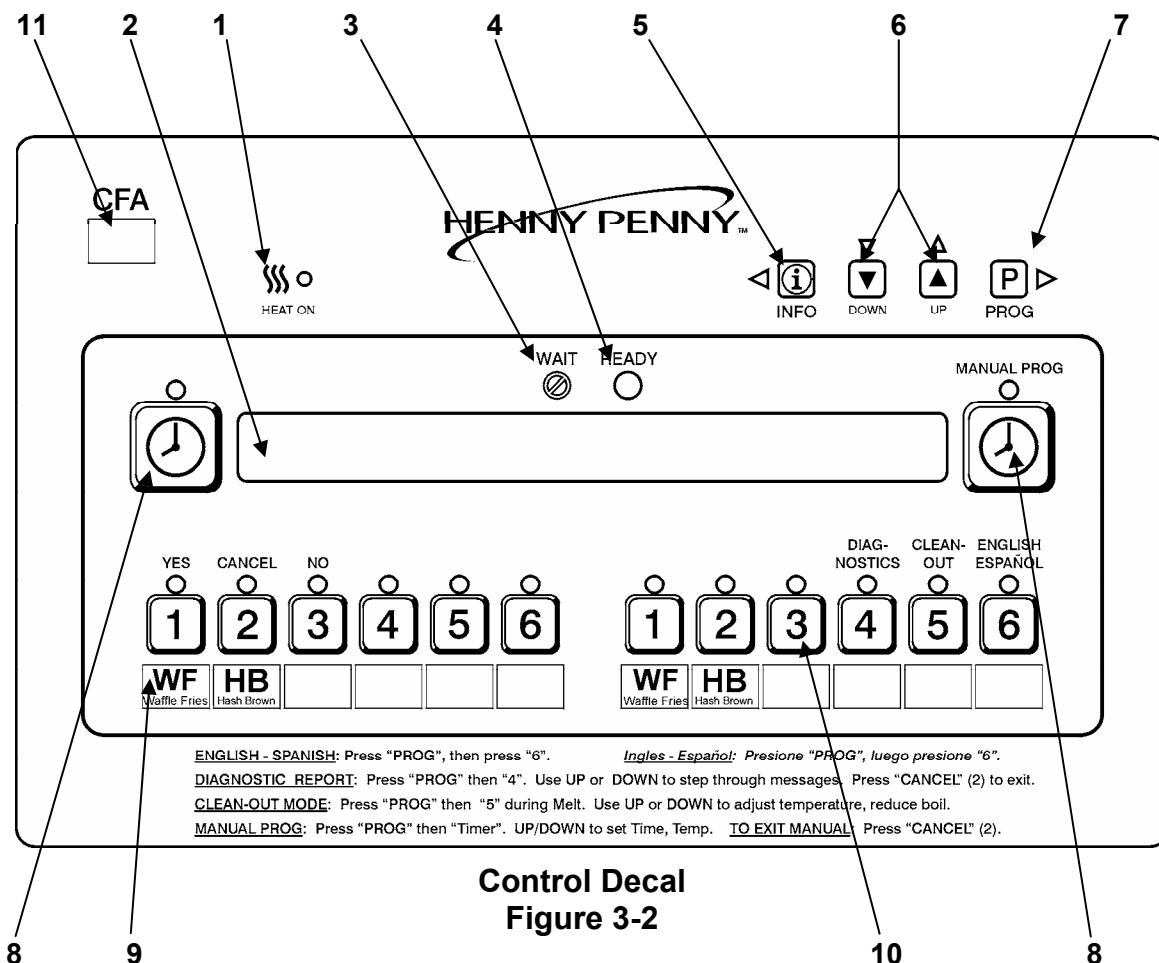 11 2 1 3 4 5 6 7
CFA
HENNY PENNY™
HEAT ON
INFO DOWN UP P PROG
WAIT READY
MANUAL PROG
YES CANCEL NO
DIAG-NOSTICS CLEAN-OUT ENGLISH ESPAÑOL
1 2 3 4 5 6 1 2 3 4 5 6
WF Waffle Fries HB Hash Brown WF Waffle Fries HB Hash Brown
ENGLISH - SPANISH: Press “PROG”, then press “6”. Ingles - Español: Presione “PROG”, luego presione “6”.
DIAGNOSTIC REPORT: Press “PROG” then “4”. Use UP or DOWN to step through messages. Press “CANCEL” (2) to exit.
CLEAN-OUT MODE: Press “PROG” then “5” during Melt. Use UP or DOWN to adjust temperature, reduce boil.
MANUAL PROG: Press “PROG” then “Timer”. UP/DOWN to set Time, Temp. TO EXIT MANUAL: Press “CANCEL” (2).
Control Decal
Figure 3-2
8 9 10 8